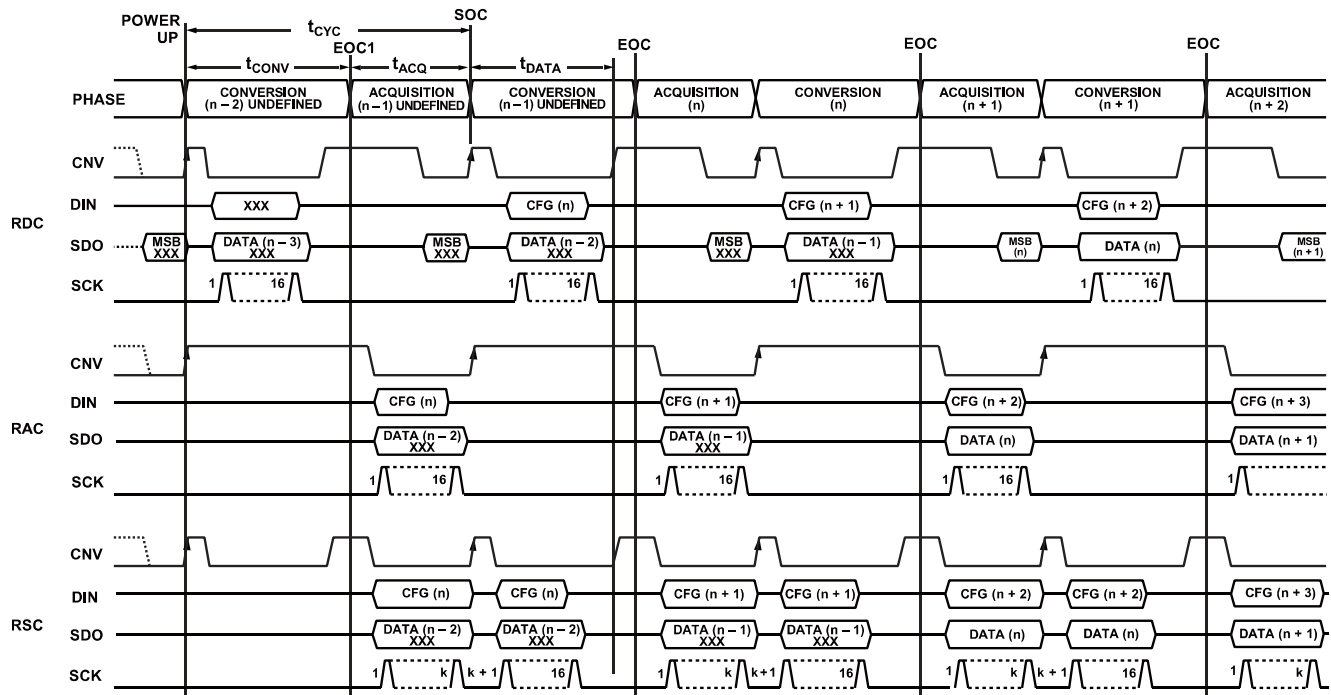 POWER UP
SOC
tCYC
EOC1
EOC
EOC
EOC
tCONV
tACQ
tDATA
PHASE
CONVERSION (n – 2) UNDEFINED
ACQUISITION (n – 1) UNDEFINED
CONVERSION (n – 1) UNDEFINED
ACQUISITION (n)
CONVERSION (n)
ACQUISITION (n + 1)
CONVERSION (n + 1)
ACQUISITION (n + 2)
RDC
CNV
DIN
XXX
CFG (n)
CFG (n + 1)
CFG (n + 2)
SDO
MSB XXX
DATA (n – 3) XXX
MSB XXX
DATA (n – 2) XXX
MSB XXX
DATA (n – 1) XXX
MSB (n)
DATA (n)
MSB (n + 1)
SCK
1
16
1
16
1
16
1
16
RAC
CNV
DIN
CFG (n)
CFG (n + 1)
CFG (n + 2)
CFG (n + 3)
SDO
DATA (n – 2) XXX
DATA (n – 1) XXX
DATA (n)
DATA (n + 1)
SCK
1
16
1
16
1
16
1
RSC
CNV
DIN
CFG (n)
CFG (n)
CFG (n + 1)
CFG (n + 1)
CFG (n + 2)
CFG (n + 2)
CFG (n + 3)
SDO
DATA (n – 2) XXX
DATA (n – 2) XXX
DATA (n – 1) XXX
DATA (n – 1) XXX
DATA (n)
DATA (n)
DATA (n + 1)
SCK
1
k
k + 1
16
1
k
k+1
16
1
k
k + 1
16
1
k